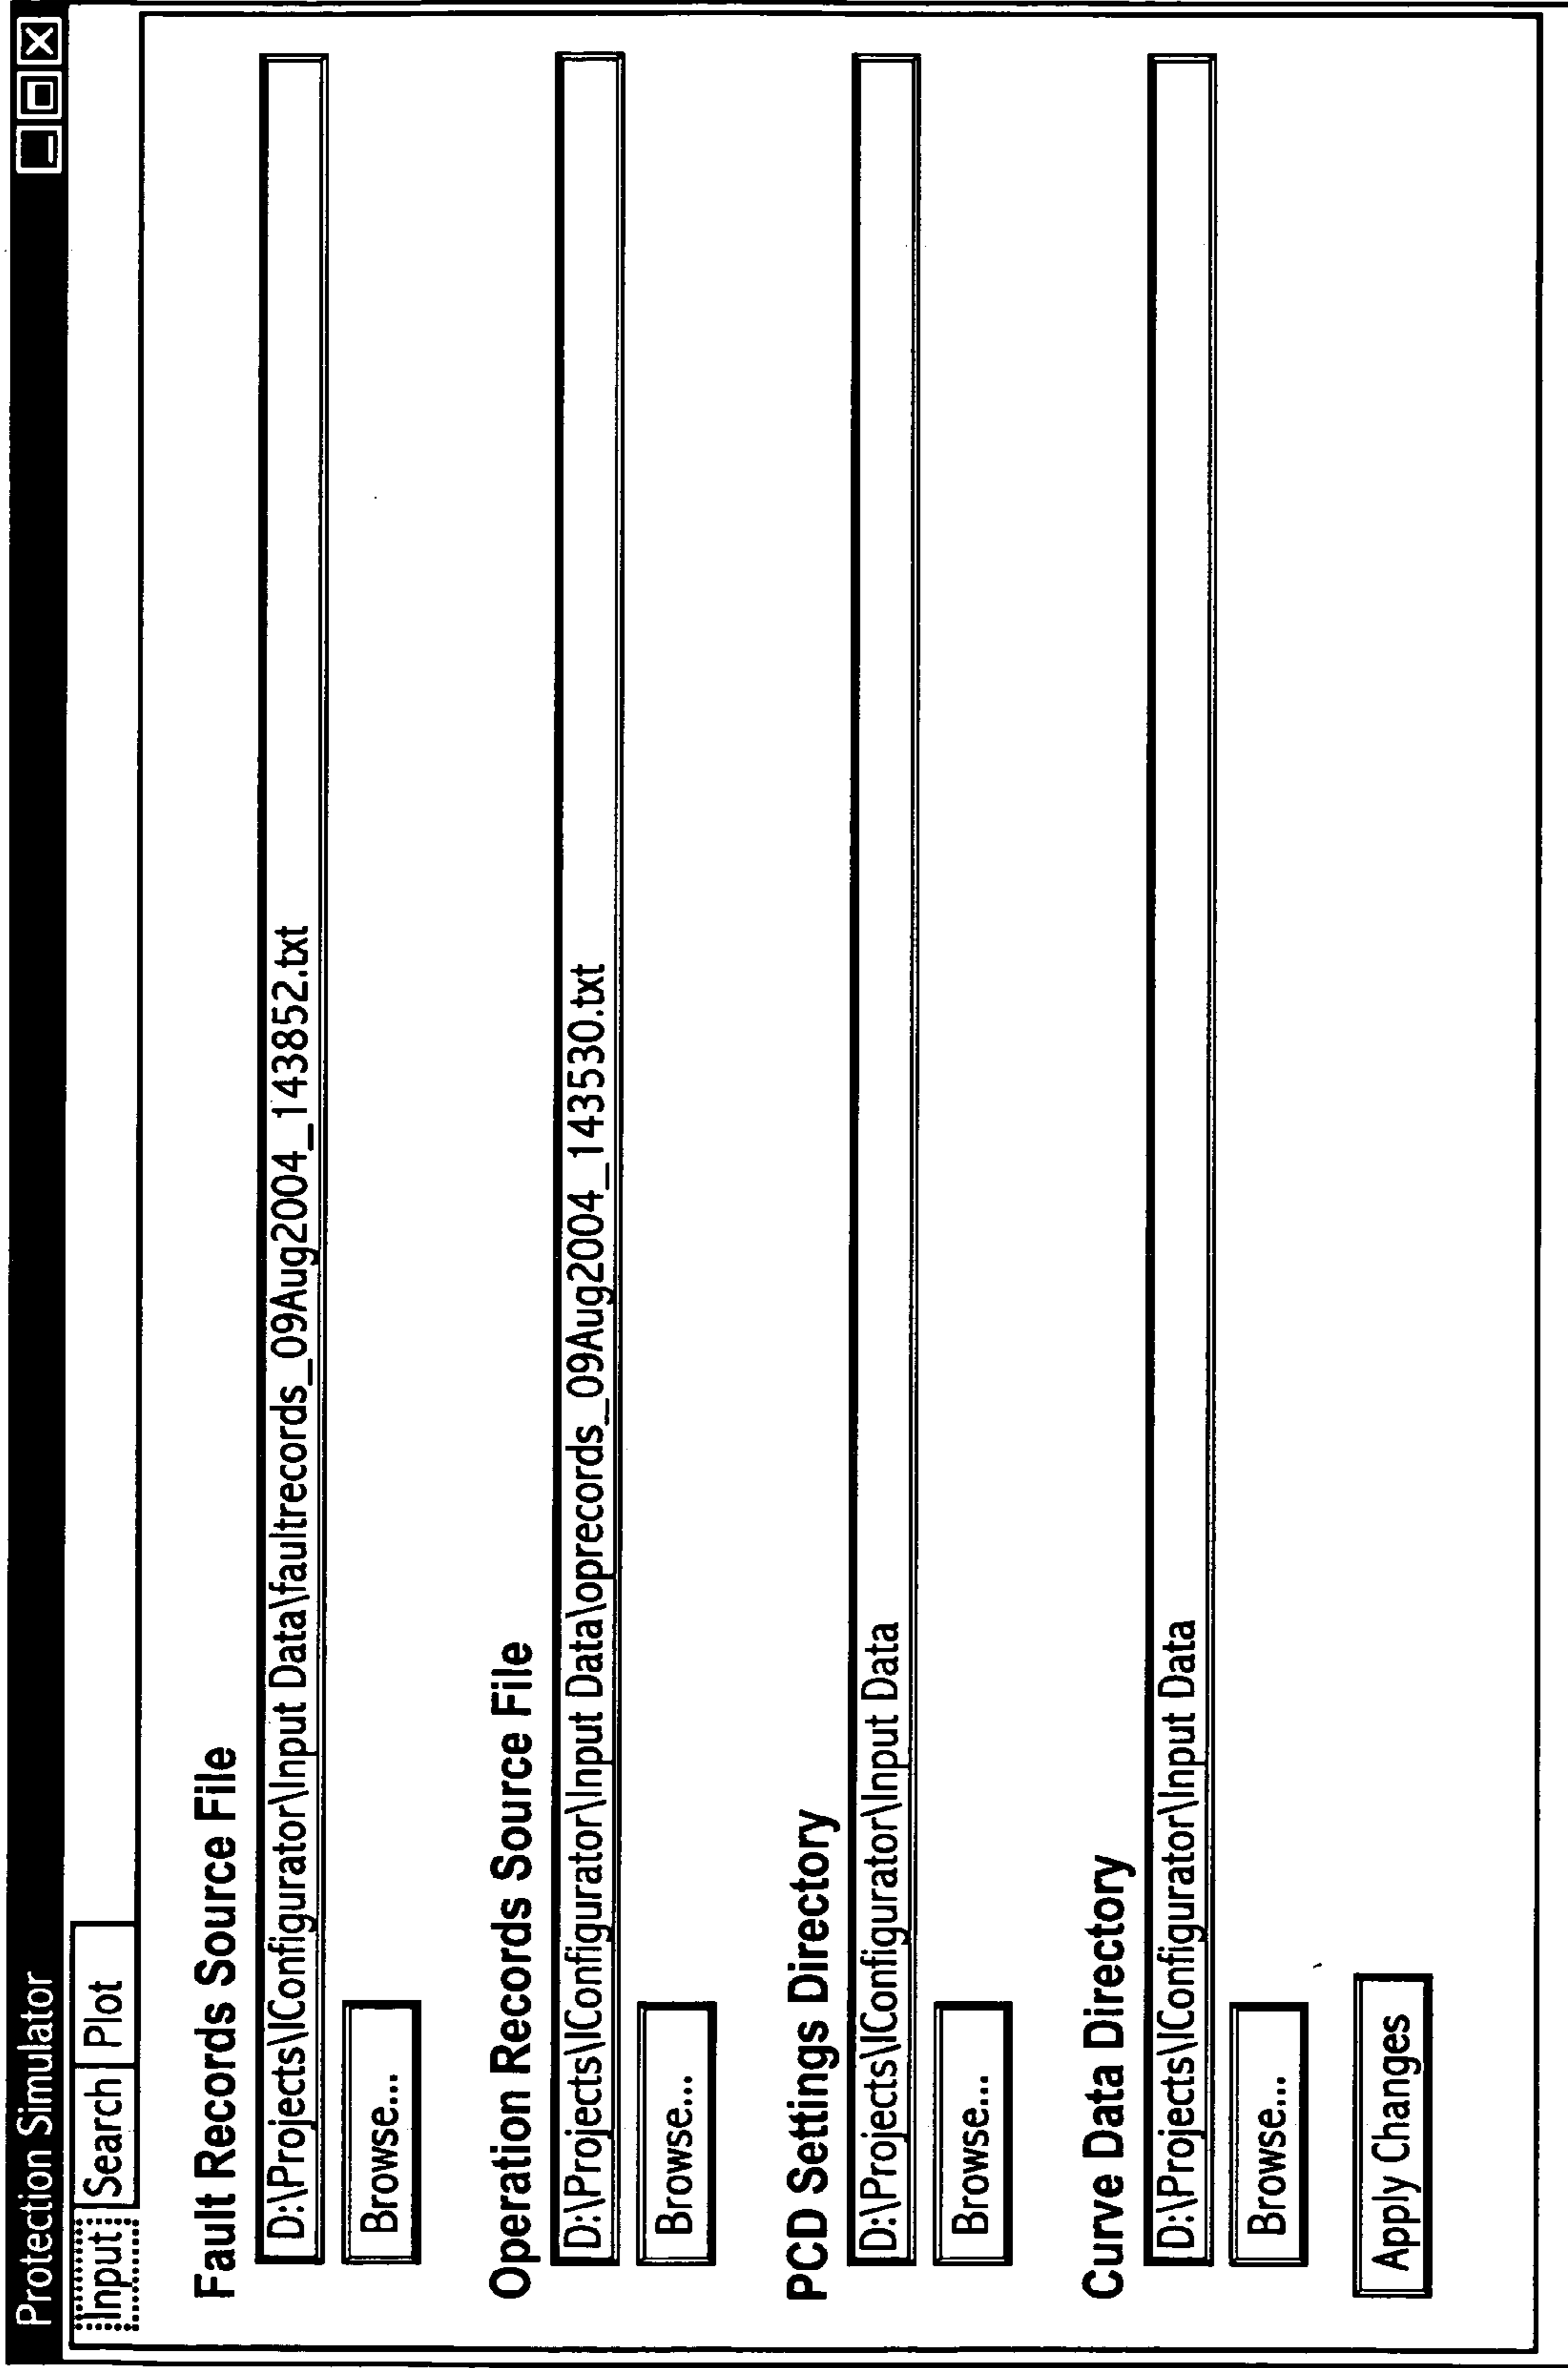 Protection Simulator
Input Search Plot
Fault Records Source File
D:\Projects\IConfigurator\Input Data\faultrecords_09Aug2004_143852.txt
Browse...
Operation Records Source File
D:\Projects\IConfigurator\Input Data\oprecords_09Aug2004_143530.txt
Browse...
PCD Settings Directory
D:\Projects\IConfigurator\Input Data
Browse...
Curve Data Directory
D:\Projects\IConfigurator\Input Data
Browse...
Apply Changes